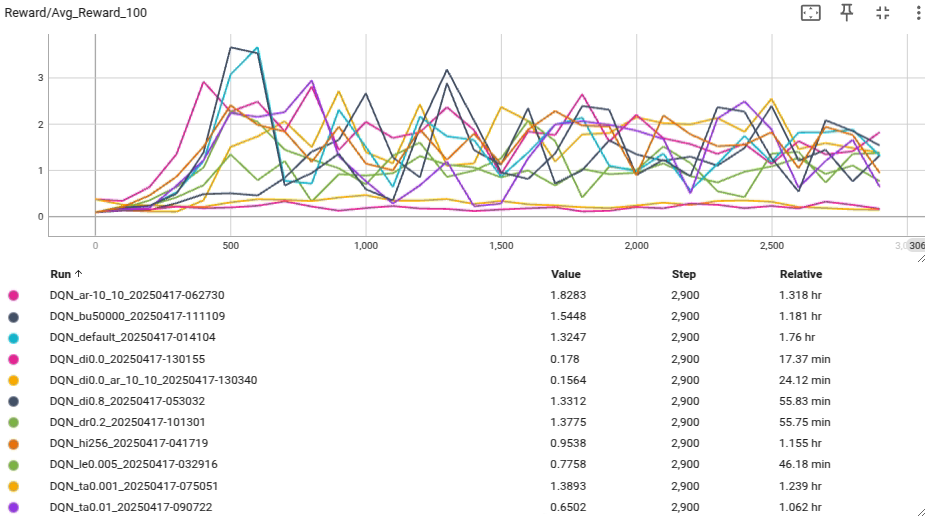 Reward/Avg_Reward_100
3
2
1
0
0 500 1,000 1,500 2,000 2,500 3,0 306
Run ↑ Value Step Relative
DQN_ar-10_10_20250417-062730 1.8283 2,900 1.318 hr
DQN_bu50000_20250417-111109 1.5448 2,900 1.181 hr
DQN_default_20250417-014104 1.3247 2,900 1.76 hr
DQN_di0.0_20250417-130155 0.178 2,900 17.37 min
DQN_di0.0_ar_10_10_20250417-130340 0.1564 2,900 24.12 min
DQN_di0.8_20250417-053032 1.3312 2,900 55.83 min
DQN_dr0.2_20250417-101301 1.3775 2,900 55.75 min
DQN_hi256_20250417-041719 0.9538 2,900 1.155 hr
DQN_le0.005_20250417-032916 0.7758 2,900 46.18 min
DQN_ta0.001_20250417-075051 1.3893 2,900 1.239 hr
DQN_ta0.01_20250417-090722 0.6502 2,900 1.062 hr